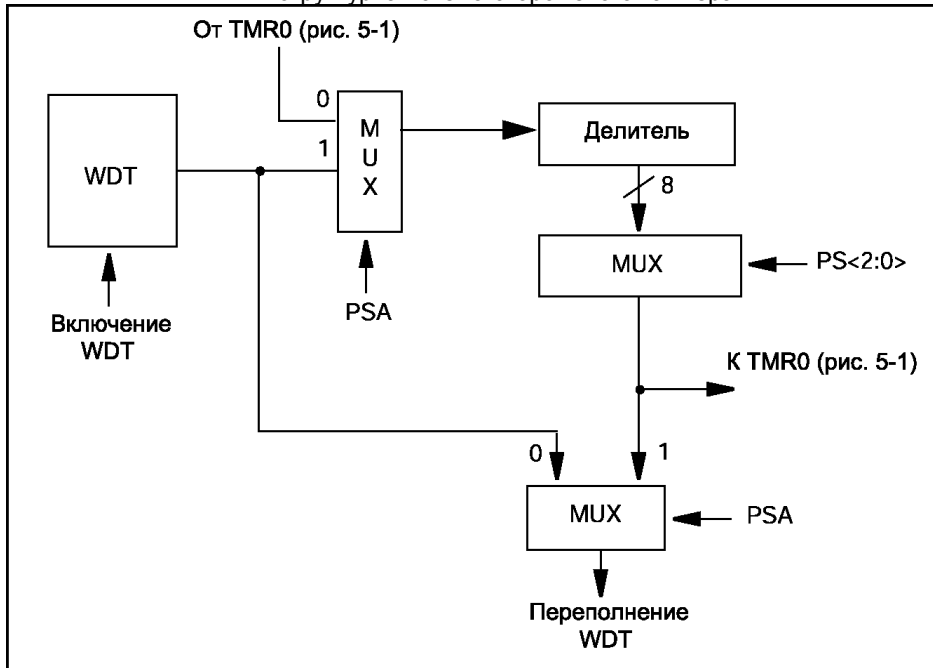 От TMR0 (рис. 5-1)
0
1
M
U
X
WDT
Делитель
8
MUX
PS<2:0>
PSA
Включение
WDT
К TMR0 (рис. 5-1)
0
1
MUX
PSA
Переполнение
WDT